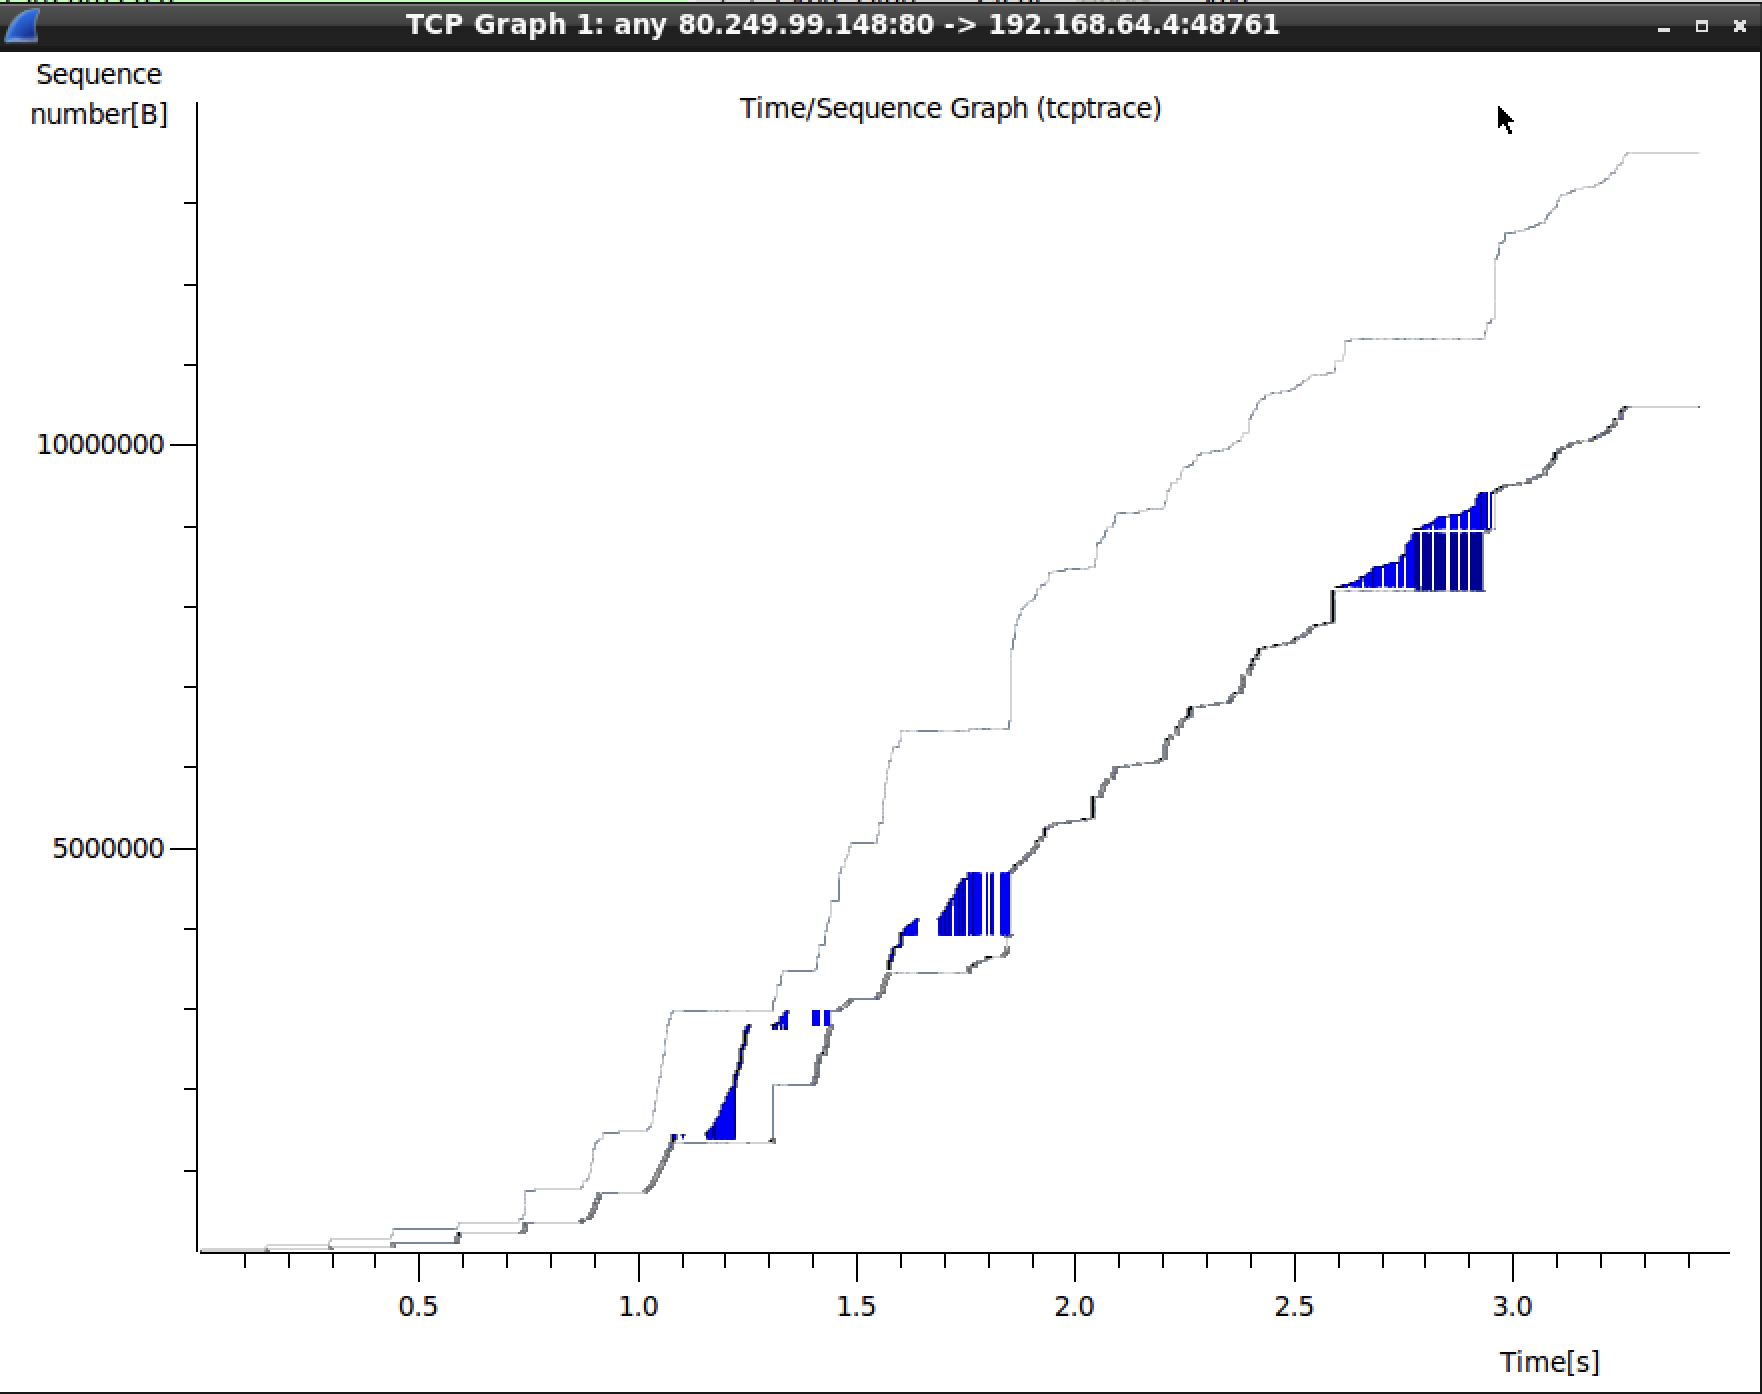 TCP Graph 1: any 80.249.99.148:80 -> 192.168.64.4:48761
Sequence
number[B]
Time/Sequence Graph (tcptrace)
10000000
5000000
0.5 1.0 1.5 2.0 2.5 3.0
Time[s]